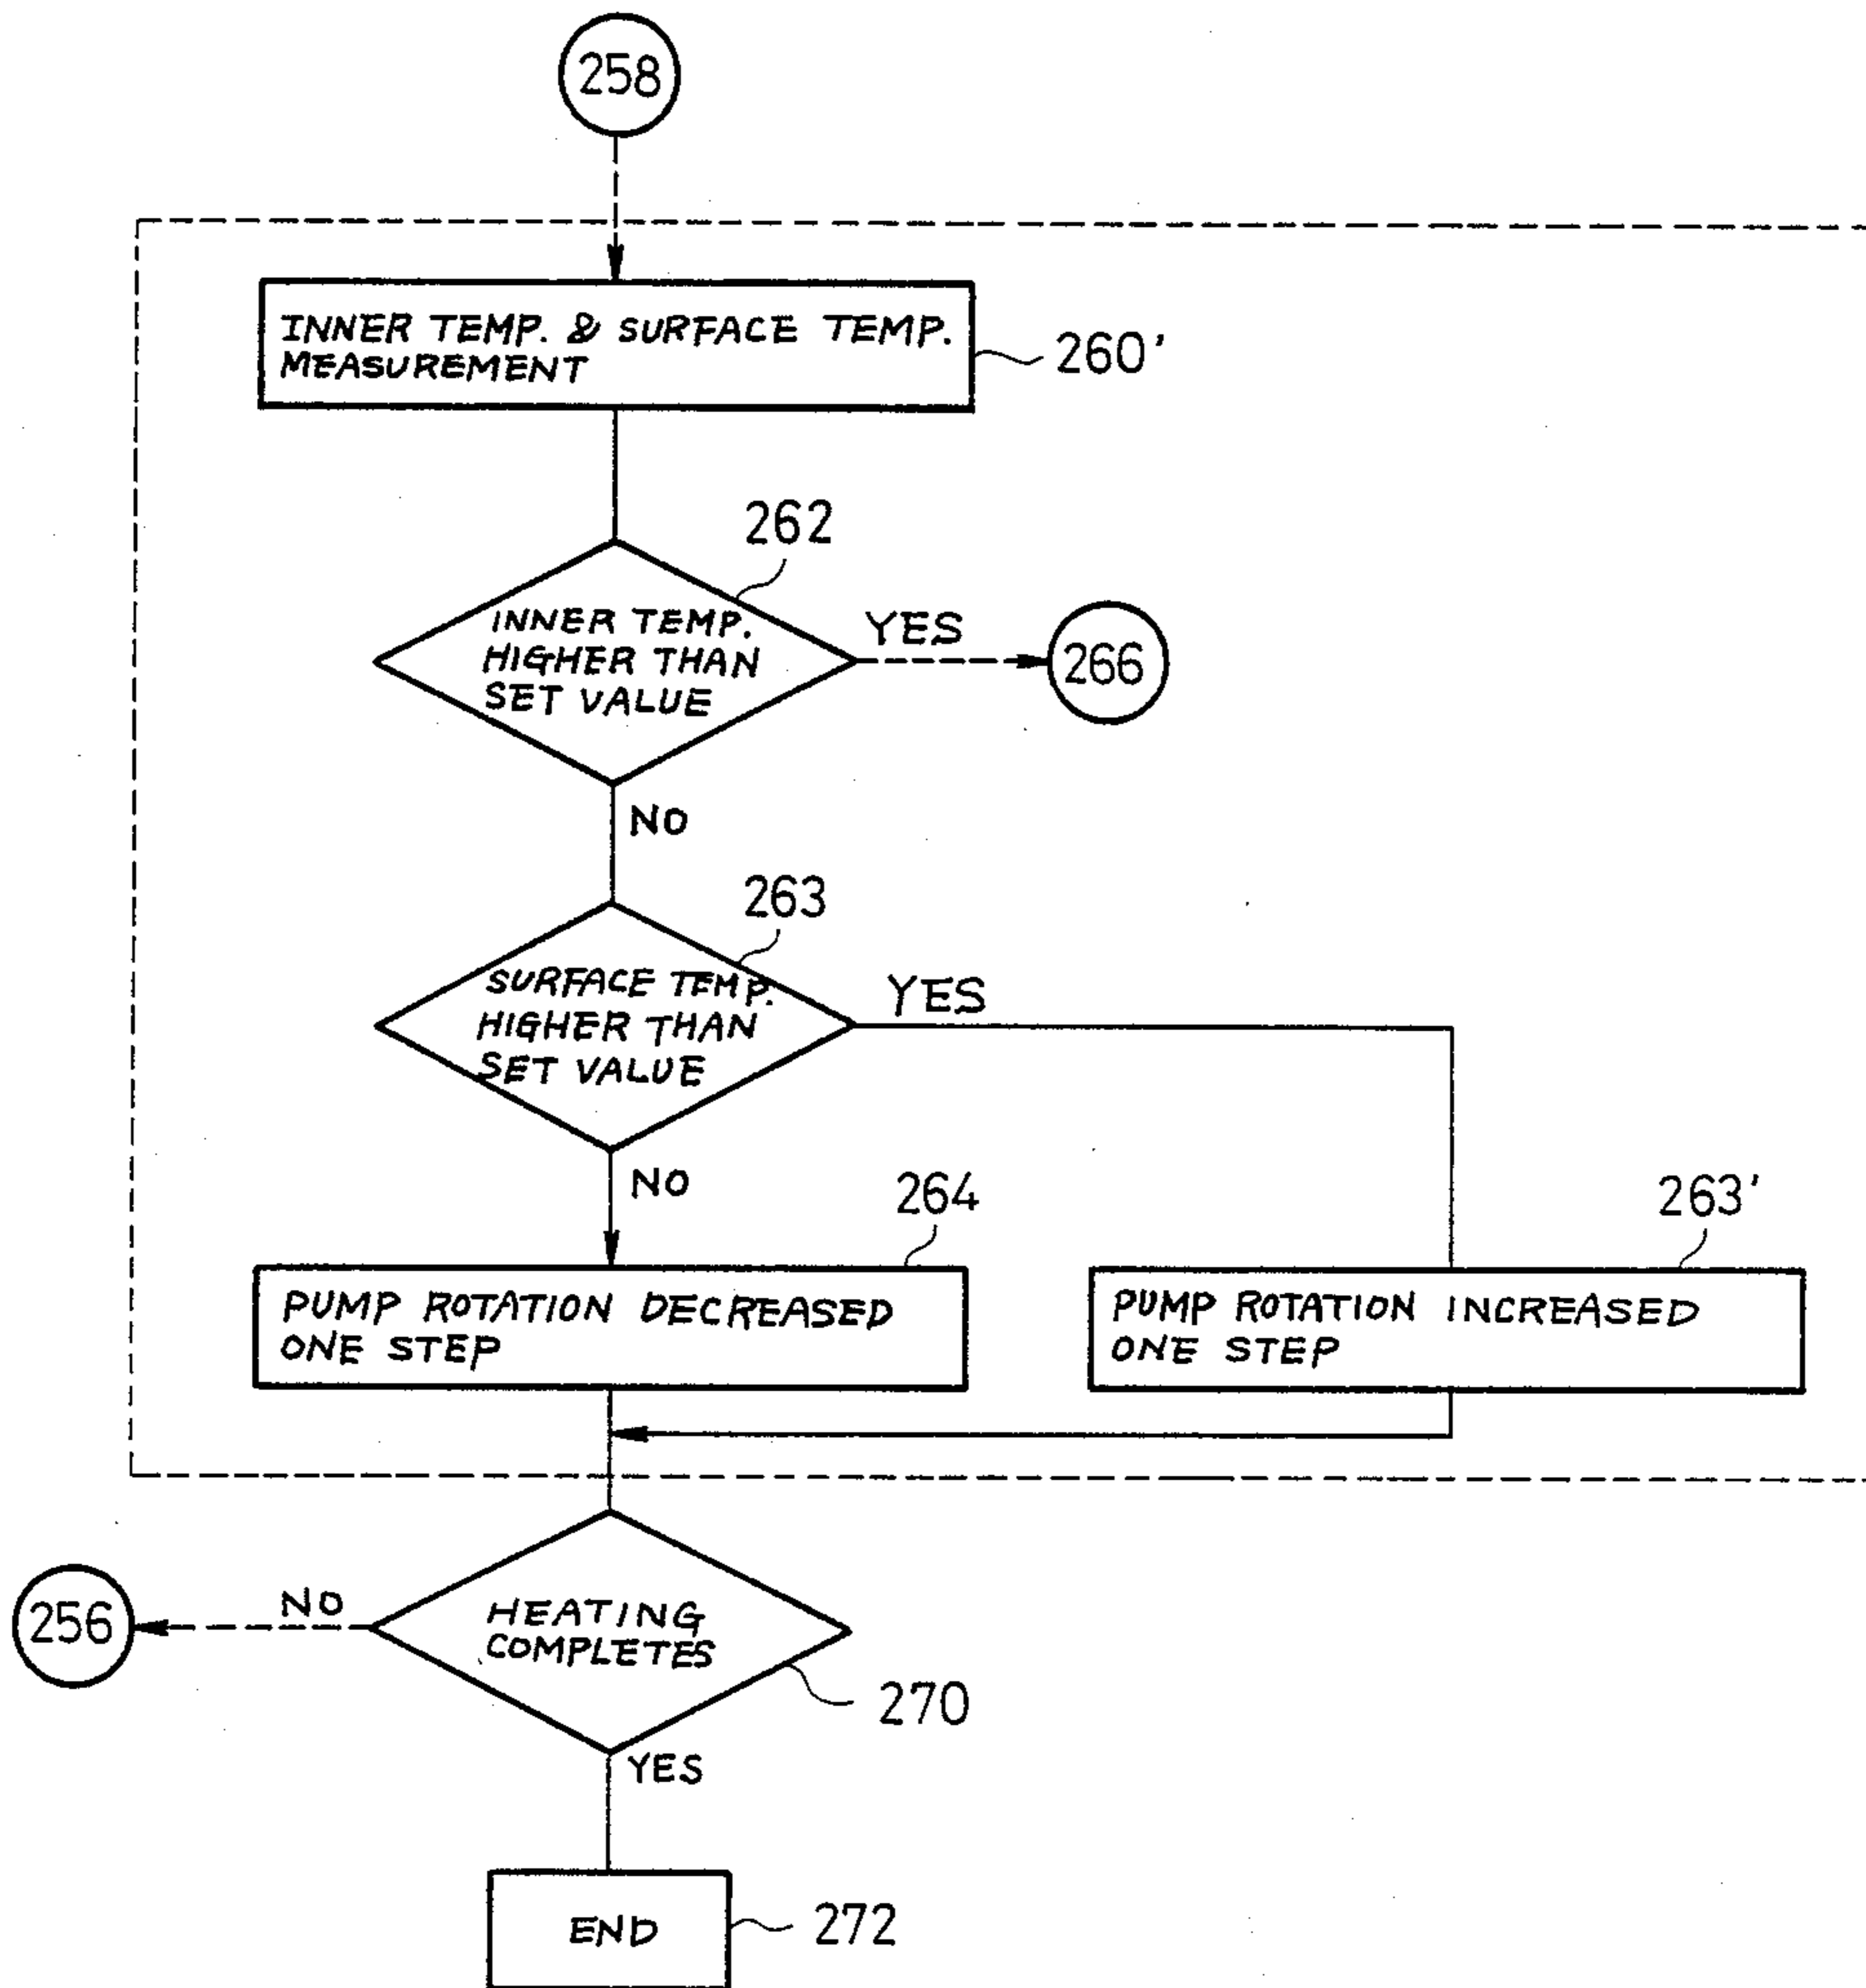 258
INNER TEMP. & SURFACE TEMP.
MEASUREMENT
260'
262
INNER TEMP.
HIGHER THAN
SET VALUE
YES
266
NO
263
SURFACE TEMP.
HIGHER THAN
SET VALUE
YES
NO
264
PUMP ROTATION DECREASED
ONE STEP
263'
PUMP ROTATION INCREASED
ONE STEP
256
NO
HEATING
COMPLETES
270
YES
END
272